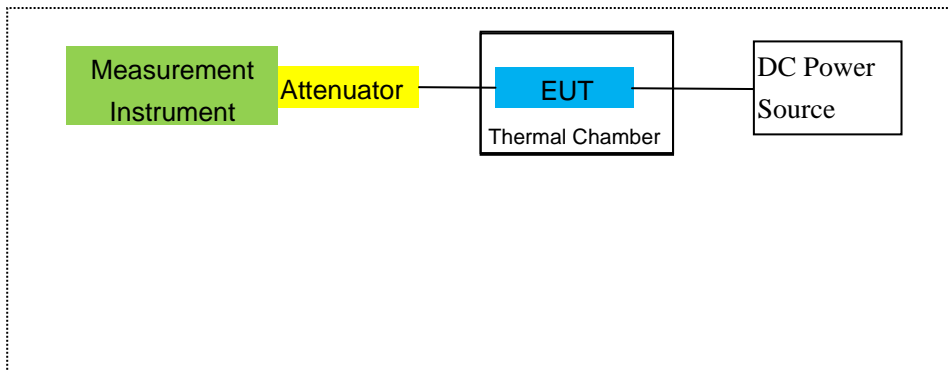 Measurement
Instrument
Attenuator
EUT
Thermal Chamber
DC Power
Source